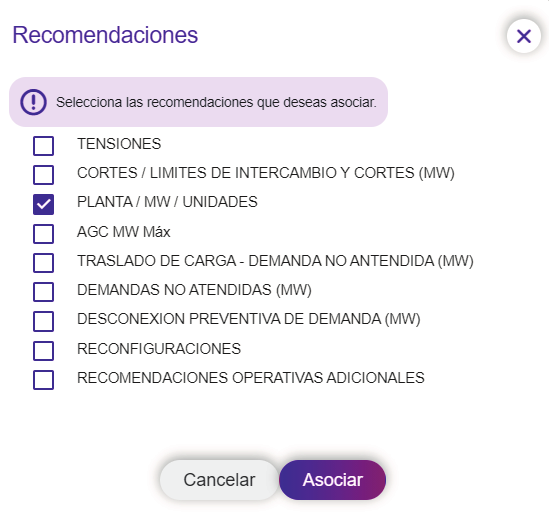 Recomendaciones
Selecciona las recomendaciones que deseas asociar.
TENSIONES
CORTES / LIMITES DE INTERCAMBIO Y CORTES (MW)
PLANTA / MW / UNIDADES
AGC MW Máx
TRASLADO DE CARGA - DEMANDA NO ANTENDIDA (MW)
DEMANDAS NO ATENDIDAS (MW)
DESCONEXION PREVENTIVA DE DEMANDA (MW)
RECONFIGURACIONES
RECOMENDACIONES OPERATIVAS ADICIONALES
Cancelar Asociar